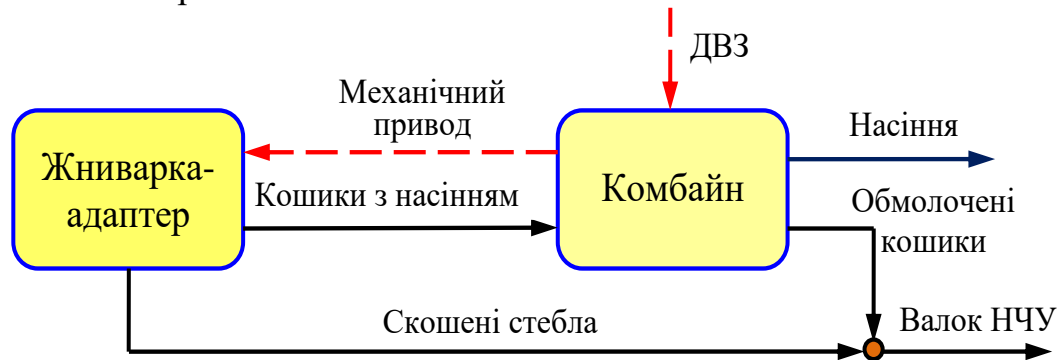 ДВЗ
Механічний
привод
Насіння
Жниварка-
адаптер
Комбайн
Кошики з насінням
Обмолочені
кошики
Скошені стебла
Валок НЧУ